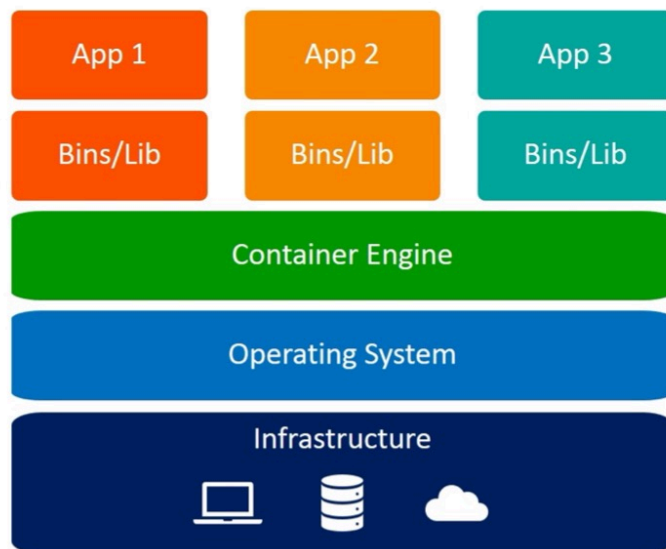 App 1
App 2
App 3
Bins/Lib
Bins/Lib
Bins/Lib
Container Engine
Operating System
Infrastructure